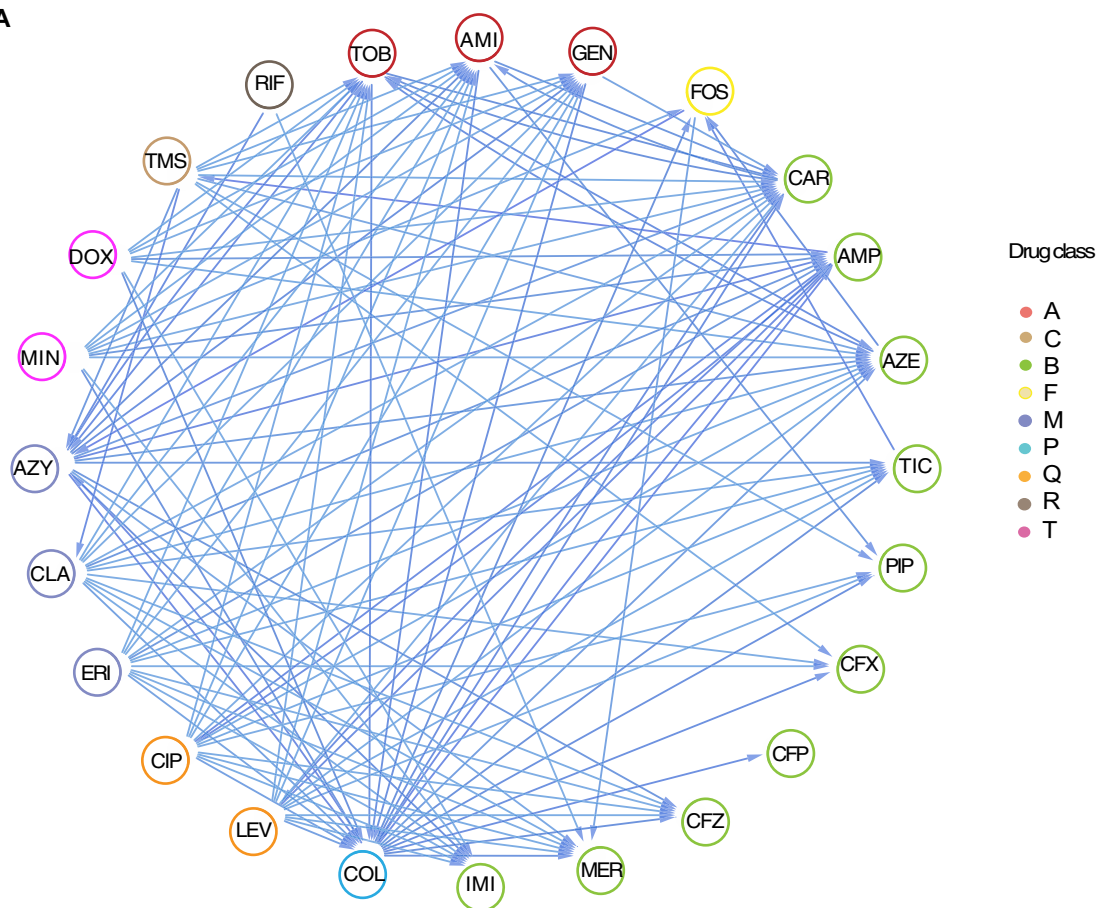 A
AMI
TOB
GEN
RIF
FOS
TMS
CAR
DOX
AMP
Drug class
MIN
AZE
A
C
B
F
M
P
Q
R
T
AZY
TIC
CLA
PIP
ERI
CFX
CIP
CFP
LEV
CFZ
COL
IMI
MER